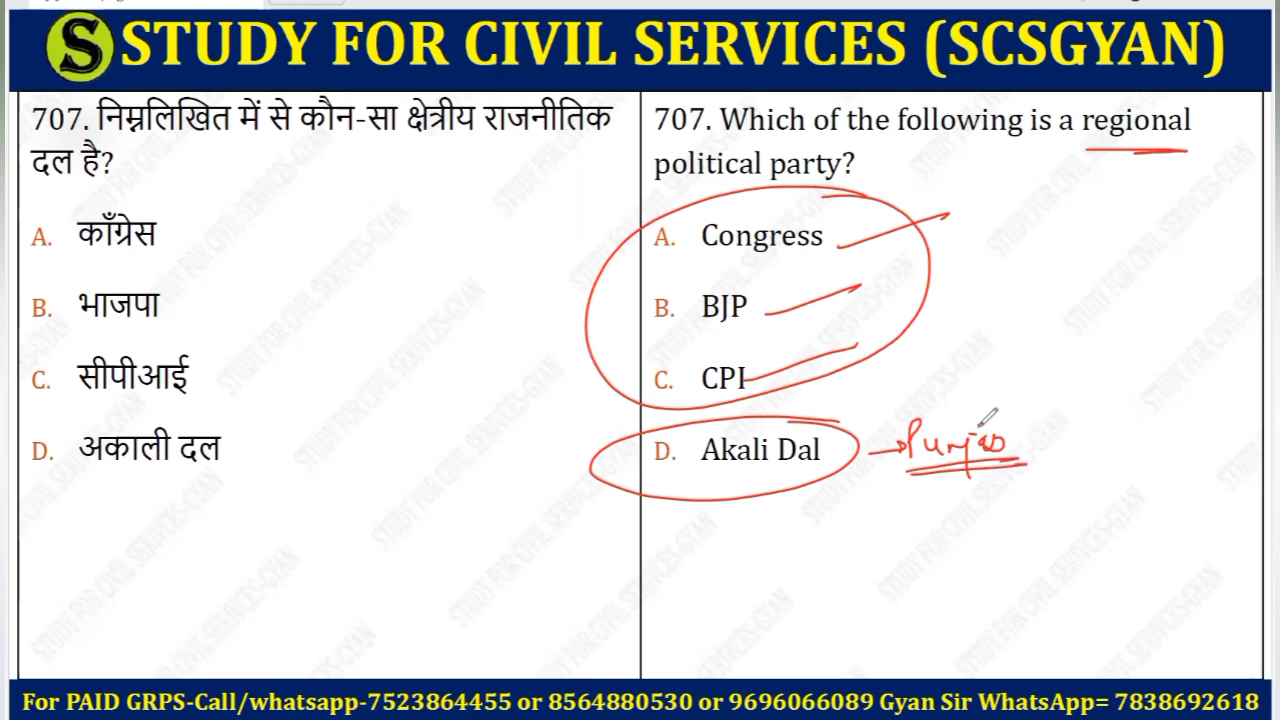 STUDY FOR CIVIL SERVICES (SCSGYAN)
707. निम्नलिखित में से कौन-सा क्षेत्रीय राजनीतिक
दल है?
A. काँग्रेस
B. भाजपा
C. सीपीआई
D. अकाली दल
707. Which of the following is a regional
political party?
A. Congress
B. BJP
C. CPI
D. Akali Dal
Punjab
For PAID GRPS-Call/whatsapp-7523864455 or 8564880530 or 9696066089 Gyan Sir WhatsApp= 7838692618